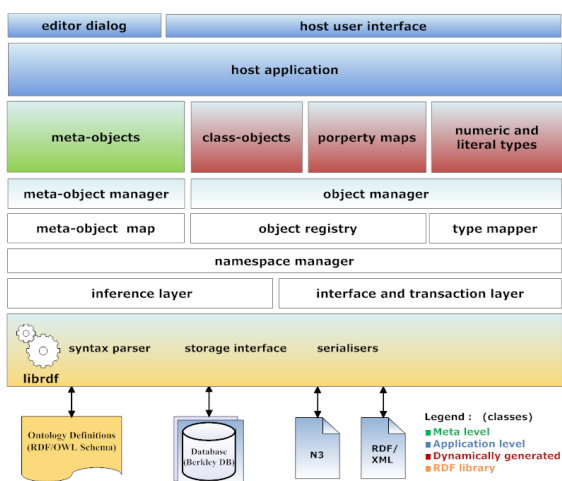 editor dialog
host user interface
host application
meta-objects
class-objects
porperty maps
numeric and
literal types
meta-object manager
object manager
meta-object map
object registry
type mapper
namespace manager
inference layer
interface and transaction layer
syntax parser
storage interface
serialisers
librdf
Ontology Definitions
(RDF/OWL Schema)
Database
(Berkley DB)
N3
RDF/
XML
Legend : (classes)
Meta level
Application level
Dynamically generated
RDF library